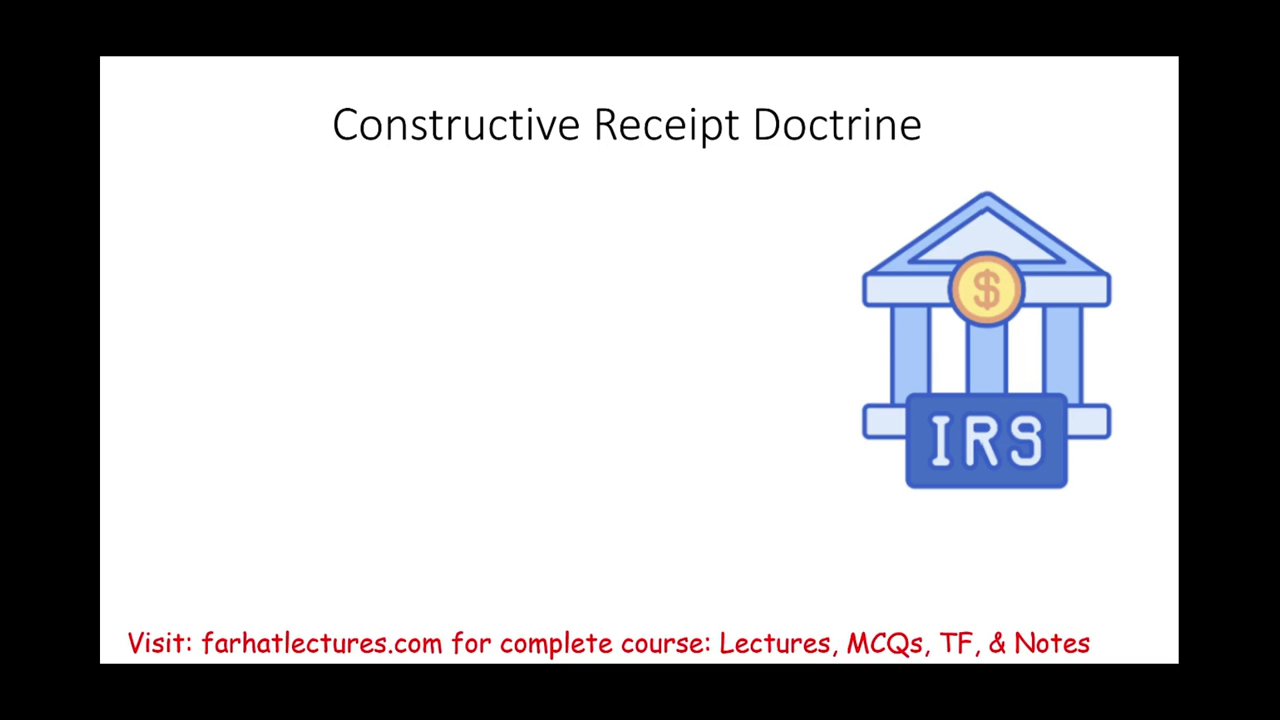 Constructive Receipt Doctrine
$
IRS
Visit: farhatlectures.com for complete course: Lectures, MCQs, TF, & Notes